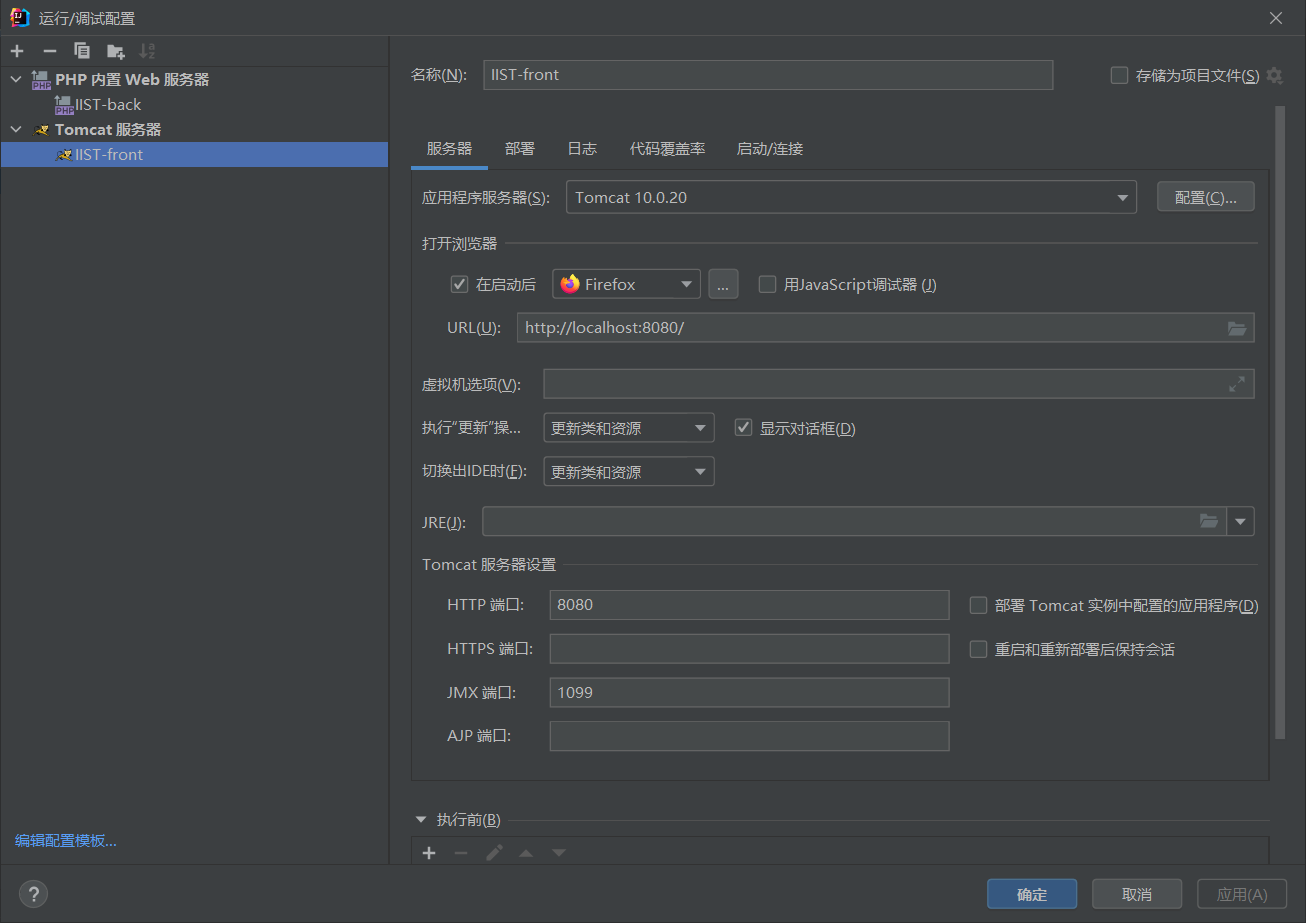 运行/调试配置
PHP 内置 Web 服务器
IIST-back
Tomcat 服务器
IIST-front
编辑配置模板...
名称(N): IIST-front 存储为项目文件(S)
服务器 部署 日志 代码覆盖率 启动/连接
应用程序服务器(S): Tomcat 10.0.20 配置(C)...
打开浏览器
在启动后 Firefox ... 用JavaScript调试器 (J)
URL(U): http://localhost:8080/
虚拟机选项(V):
执行“更新”操... 更新类和资源 显示对话框(D)
切换出IDE时(F): 更新类和资源
JRE(J):
Tomcat 服务器设置
HTTP 端口: 8080 部署 Tomcat 实例中配置的应用程序(D)
HTTPS 端口: 重启和重新部署后保持会话
JMX 端口: 1099
AJP 端口:
执行前(B)
? 确定 取消 应用(A)